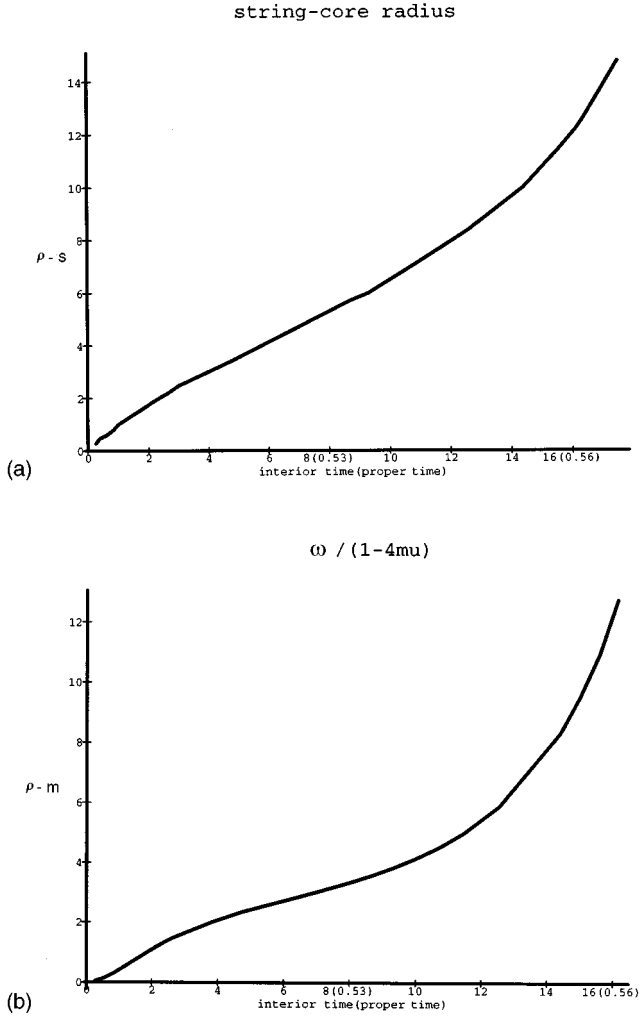 string-core radius
14
12
10
8
ρ - s
6
4
2
0
0 2 4 6 8(0.53) 10 12 14 16(0.56)
interior time(proper time)
(a)
ω /(1-4mu)
12
10
8
ρ - m
6
4
2
0
0 2 4 6 8(0.53) 10 12 14 16(0.56)
interior time(proper time)
(b)